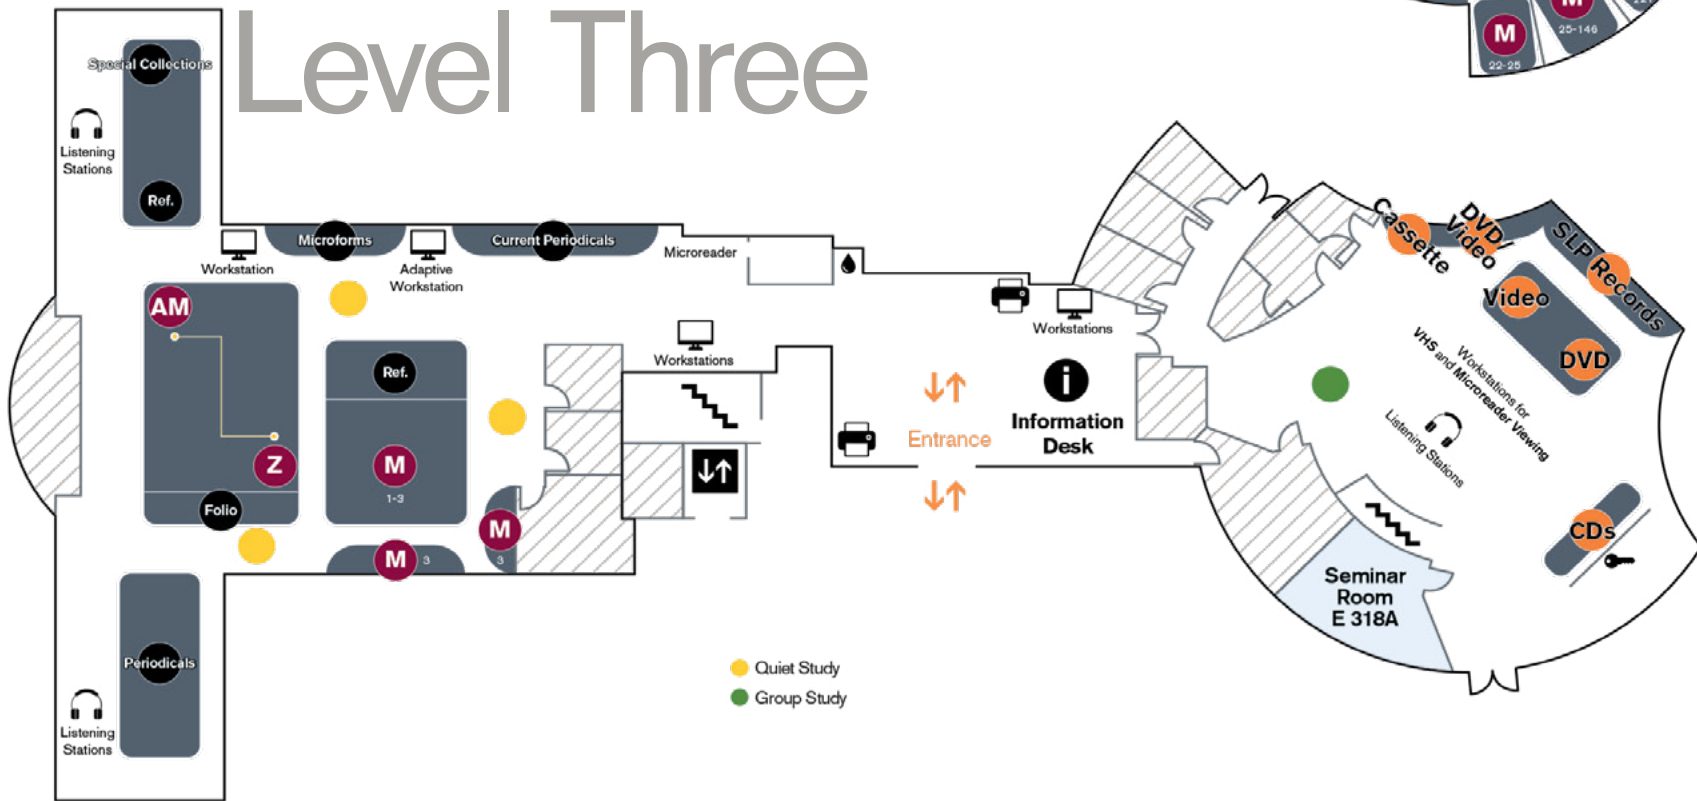 Level Three
M
22-25
M
25-146
Special Collections
Listening
Stations
Ref.
Workstation
Microforms
Adaptive
Workstation
Current Periodicals
Microreader
Workstations
Cassette
DVD/
Video
SLP Records
Video
DVD
Workstations for
VHS and Microreader Viewing
Listening Stations
AM
Z
Folio
Ref.
M
1-3
M
3
M
3
Workstations
Entrance
i
Information
Desk
CDs
Seminar
Room
E 318A
Periodicals
Listening
Stations
Quiet Study
Group Study